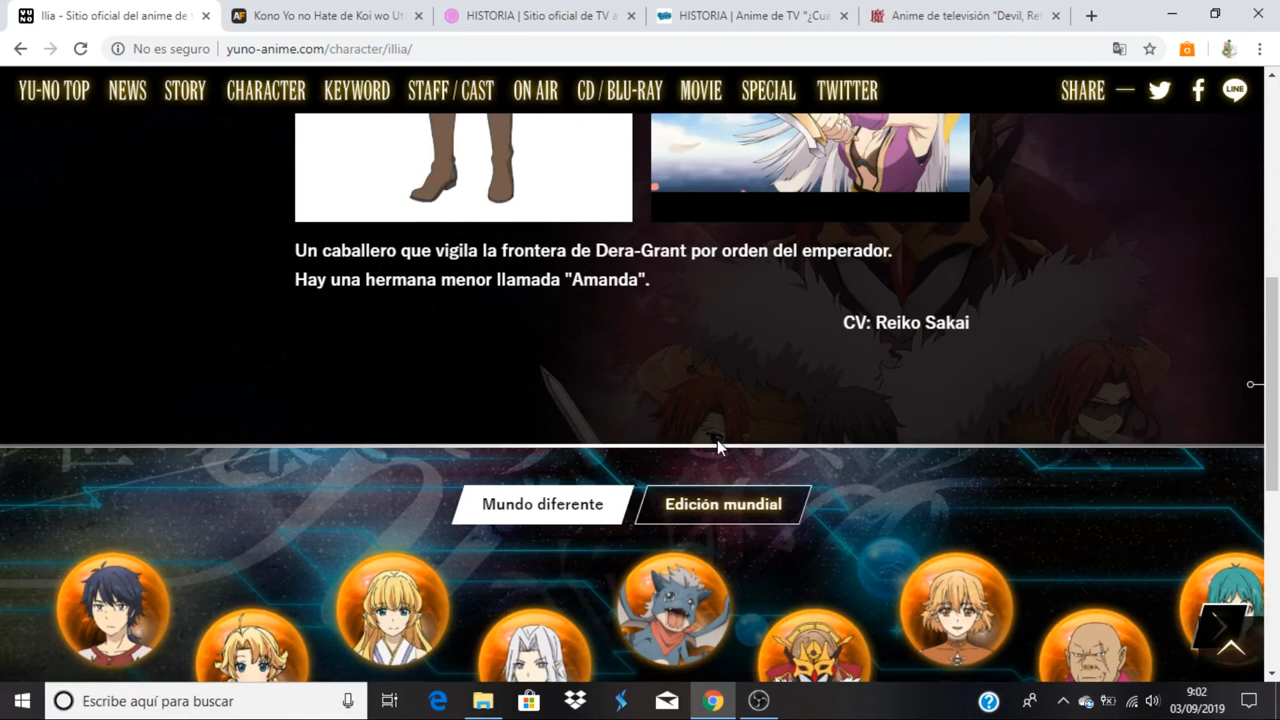 Ilia - Sitio oficial del anime de
Kono Yo no Hate de Koi wo Ut
HISTORIA | Sitio oficial de TV a
HISTORIA | Anime de TV "¿Cuá
Anime de televisión "Devil, Ret
No es seguro
yuno-anime.com/character/illia/
YU-NO TOP NEWS STORY CHARACTER KEYWORD STAFF / CAST ON AIR CD / BLU-RAY MOVIE SPECIAL TWITTER SHARE LINE
Un caballero que vigila la frontera de Dera-Grant por orden del emperador.
Hay una hermana menor llamada "Amanda".
CV: Reiko Sakai
Mundo diferente
Edición mundial
Escribe aquí para buscar
9:02
03/09/2019